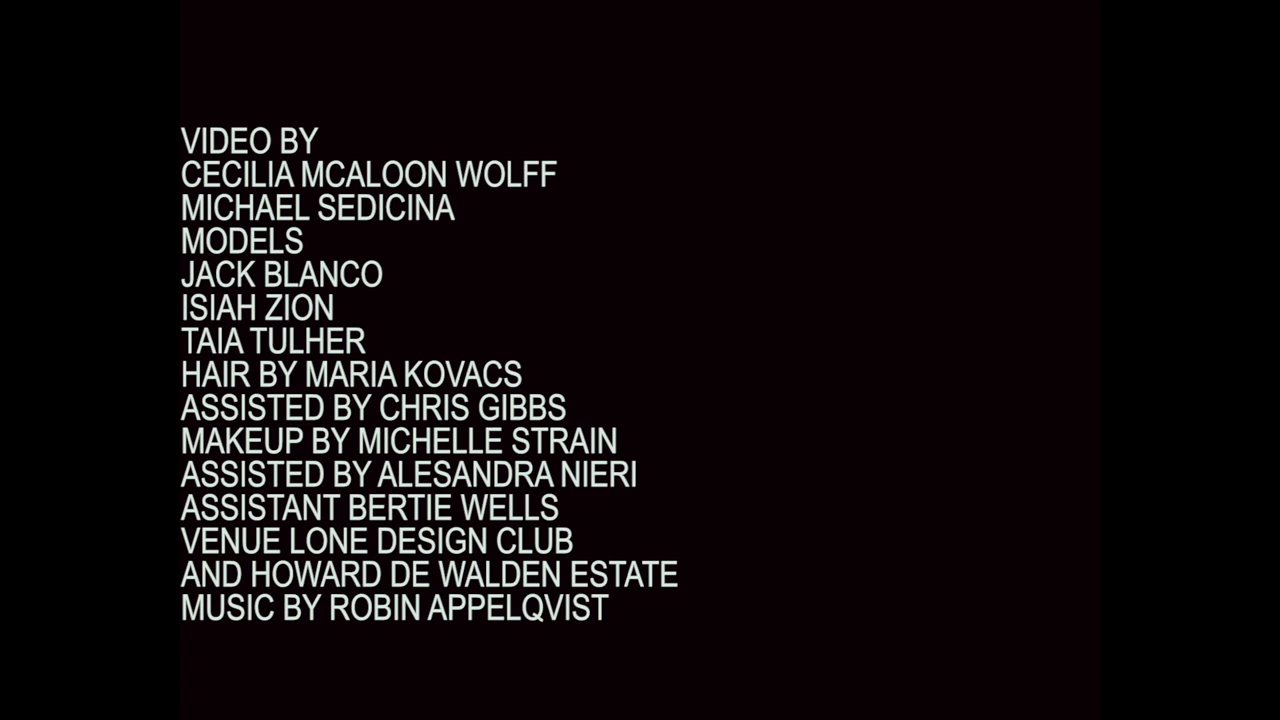 VIDEO BY
CECILIA MCALOON WOLFF
MICHAEL SEDICINA
MODELS
JACK BLANCO
ISIAH ZION
TAIA TULHER
HAIR BY MARIA KOVACS
ASSISTED BY CHRIS GIBBS
MAKEUP BY MICHELLE STRAIN
ASSISTED BY ALESANDRA NIERI
ASSISTANT BERTIE WELLS
VENUE LONE DESIGN CLUB
AND HOWARD DE WALDEN ESTATE
MUSIC BY ROBIN APPELQVIST